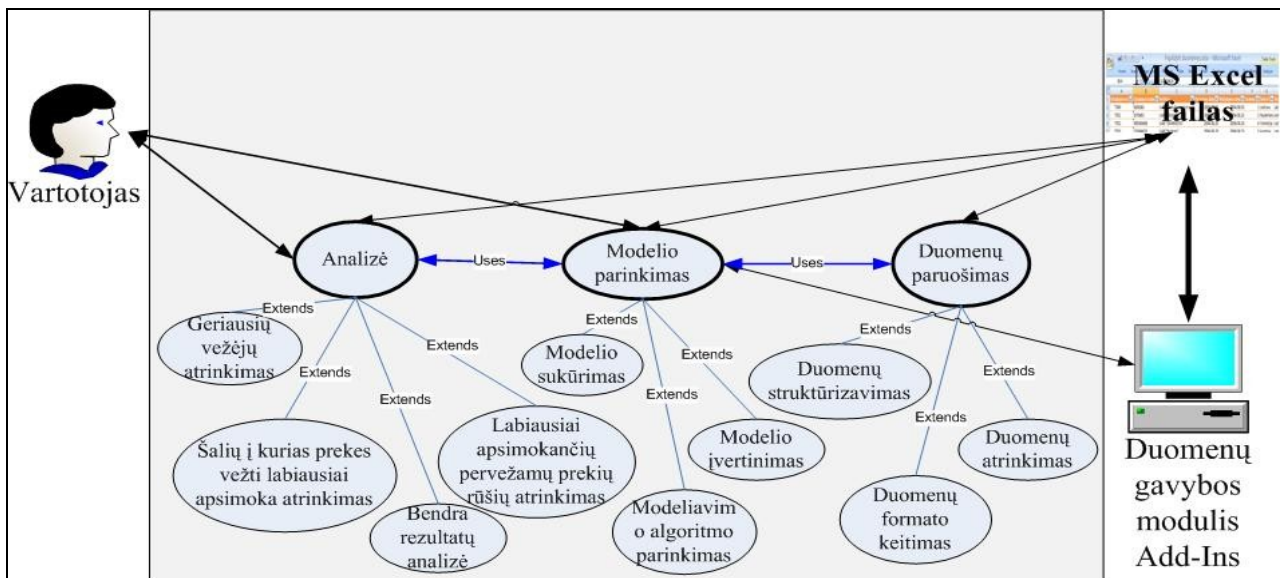 MS Excel
failas
Vartotojas
Analizė
Uses
Modelio
parinkimas
Uses
Duomenų
paruošimas
Extends
Extends
Extends
Extends
Geriausių
vežėjų
atrinkimas
Extends
Extends
Extends
Extends
Extends
Extends
Modelio
sukūrimas
Duomenų
struktūrizavimas
Šalių į kurias prekes
vežti labiausiai
apsimoka atrinkimas
Labiausiai
apsimokančių
pervežamų prekių
rūšių atrinkimas
Modelio
įvertinimas
Duomenų
atrinkimas
Bendra
rezultatų
analizė
Modeliavim
o algoritmo
parinkimas
Duomenų
formato
keitimas
Duomenų
gavybos
modulis
Add-Ins